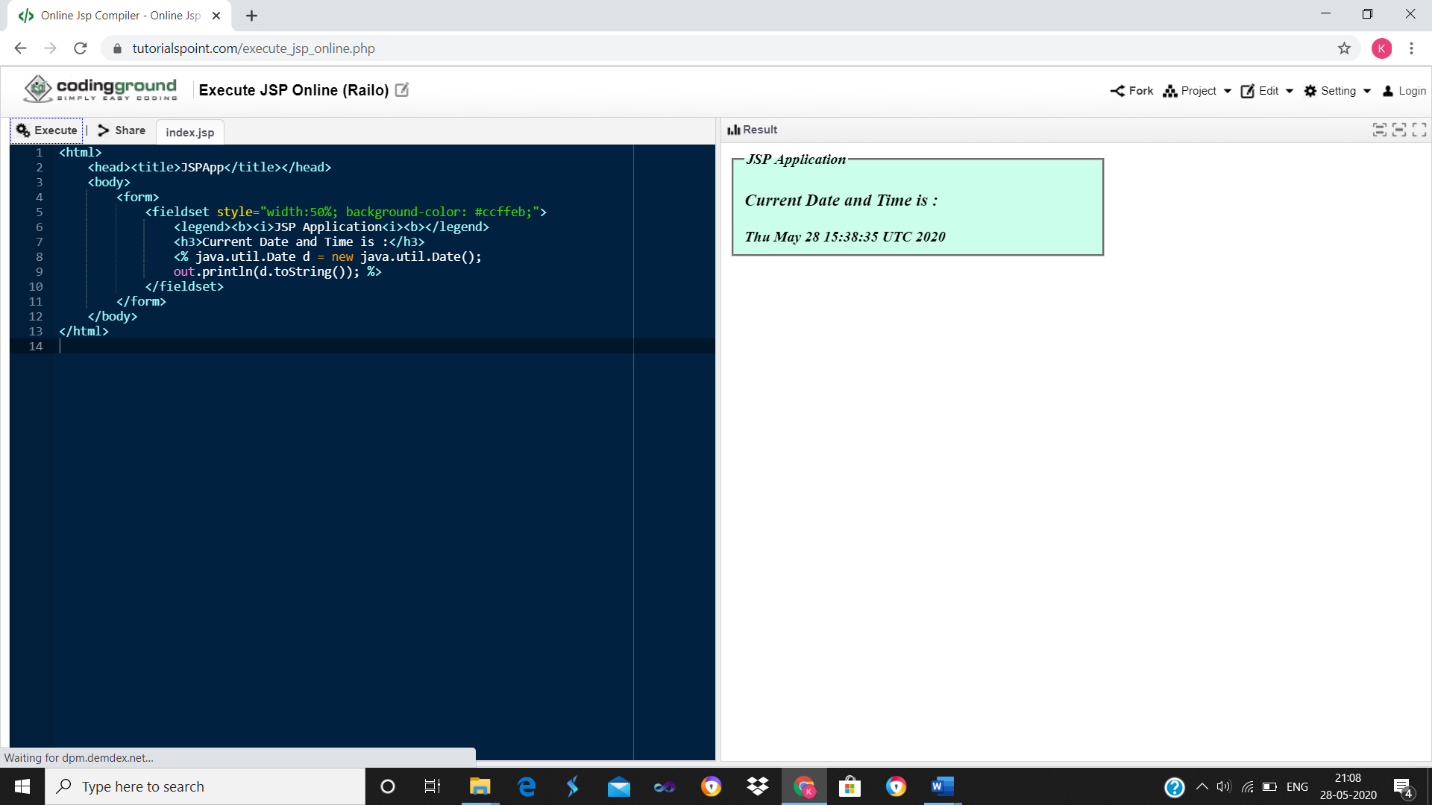 Online Jsp Compiler - Online Jsp
tutorialspoint.com/execute_jsp_online.php
K
codingground
SIMPLY EASY CODING
Execute JSP Online (Railo)
Fork Project Edit Setting Login
Execute | Share index.jsp
1 <html>
2 <head><title>JSPApp</title></head>
3 <body>
4 <form>
5 <fieldset style="width:50%; background-color: #ccffeb;">
6 <legend><b><i>JSP Application<i><b></legend>
7 <h3>Current Date and Time is :</h3>
8 <% java.util.Date d = new java.util.Date();
9 out.println(d.toString()); %>
10 </fieldset>
11 </form>
12 </body>
13 </html>
14
Result
JSP Application
Current Date and Time is :
Thu May 28 15:38:35 UTC 2020
Waiting for dpm.demdex.net...
Type here to search
ENG
21:08
28-05-2020
4